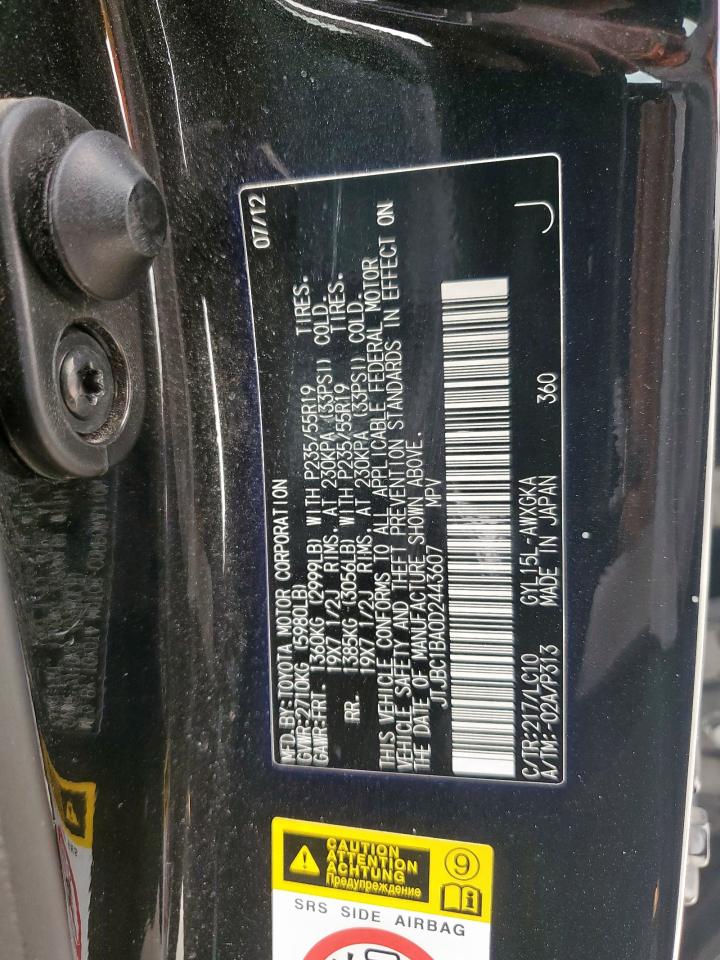 07/12
MFD.BY:TOYOTA MOTOR CORPORATION
GVWR:2710KG (5980LB)
GAWR:FRT. 1360KG (2999LB) WITH P235/55R19 TIRES.
19X7 1/2J RIMS. AT 230KPA (33PSI) COLD.
RR. 1385KG (3056LB) WITH P235/55R19 TIRES.
19X7 1/2J RIMS. AT 230KPA (33PSI) COLD.
THIS VEHICLE CONFORMS TO ALL APPLICABLE FEDERAL MOTOR
VEHICLE SAFETY AND THEFT PREVENTION STANDARDS IN EFFECT ON
THE DATE OF MANUFACTURE SHOWN ABOVE.
JTJBC1BA0D2443607 MPV
C/TR:217/LC10 GYL15L-AWXGKA 360
A/TM:-02A/P313 MADE IN JAPAN
J
CAUTION
ATTENTION
ACHTUNG
Предупреждение
9
i
SRS SIDE AIRBAG